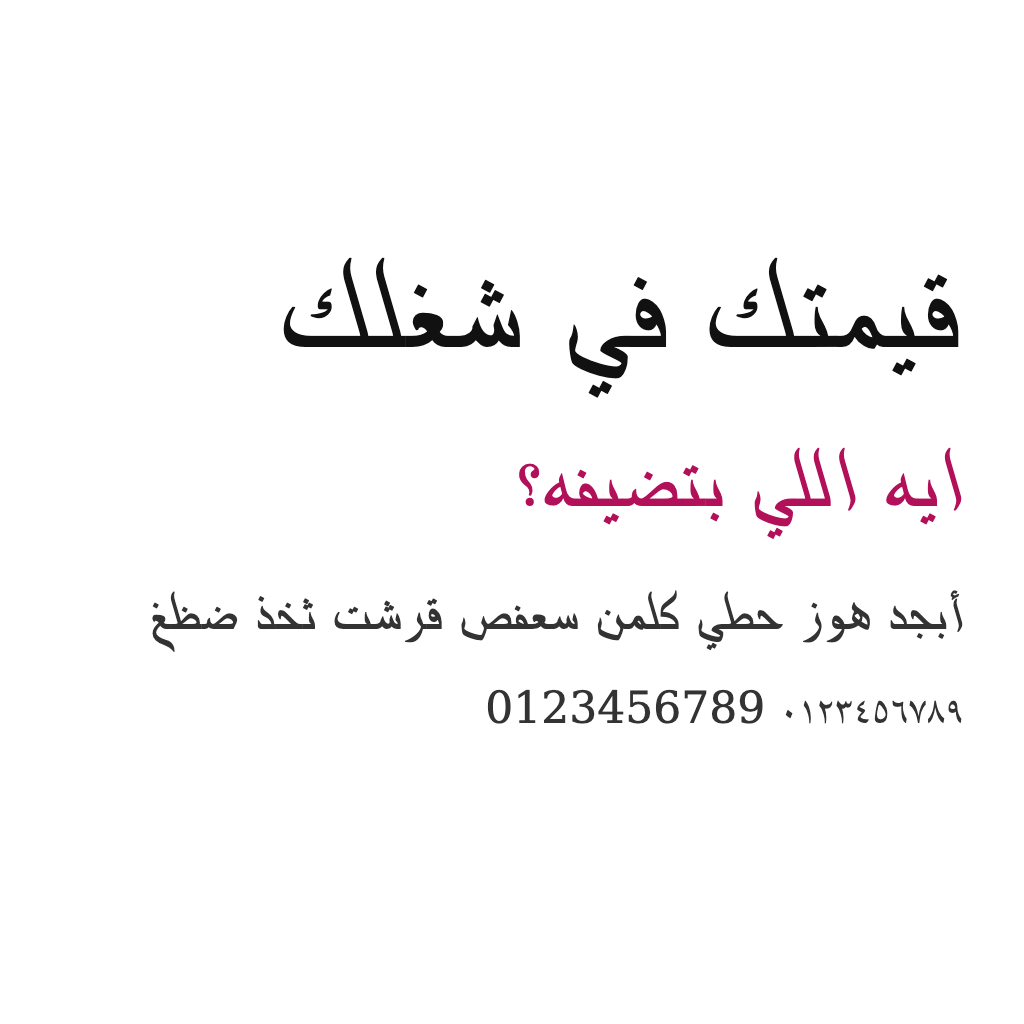 قيمتك في شغلك
ايه اللي بتضيفه؟
أبجد هوز حطي كلمن سعفص قرشت ثخذ ضظغ
٠١٢٣٤٥٦٧٨٩ 0123456789